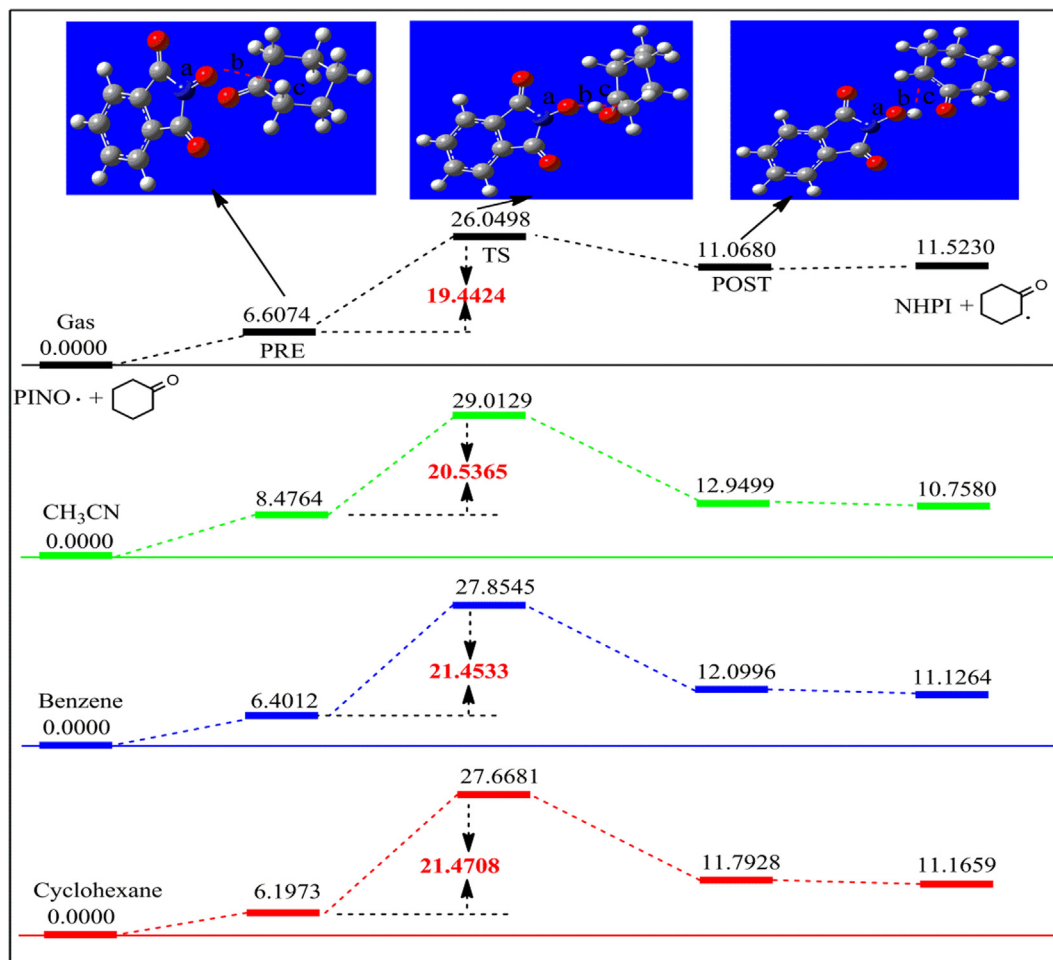 a b c
a b c
a b c
26.0498
TS
19.4424
11.0680
POST
11.5230
NHPI + O
.
6.6074
PRE
Gas
0.0000
PINO · + O
29.0129
20.5365
8.4764
12.9499
10.7580
CH₃CN
0.0000
27.8545
21.4533
6.4012
12.0996
11.1264
Benzene
0.0000
27.6681
21.4708
6.1973
11.7928
11.1659
Cyclohexane
0.0000